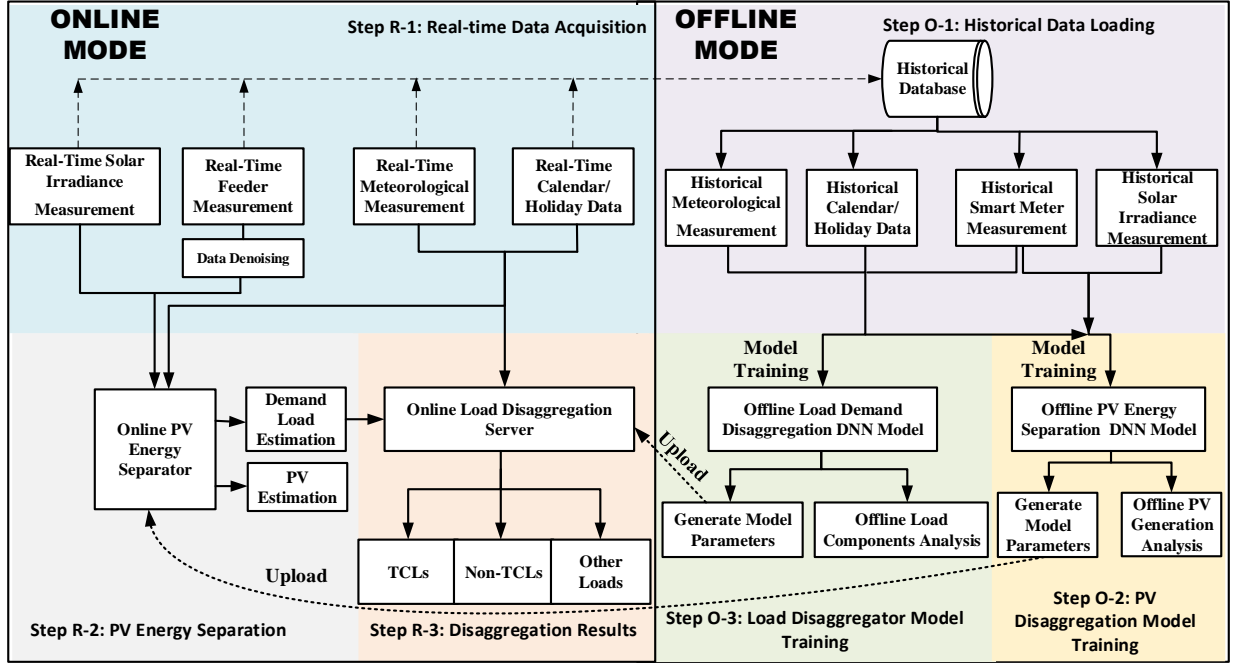 ONLINE
MODE
Step R-1: Real-time Data Acquisition
Real-Time Solar
Irradiance
Measurement
Real-Time
Feeder
Measurement
Data Denoising
Real-Time
Meteorological
Measurement
Real-Time
Calendar/
Holiday Data
OFFLINE
MODE
Step O-1: Historical Data Loading
Historical
Database
Historical
Meteorological
Measurement
Historical
Calendar/
Holiday Data
Historical
Smart Meter
Measurement
Historical
Solar
Irradiance
Measurement
Online PV
Energy
Separator
Demand
Load
Estimation
PV
Estimation
Upload
Step R-2: PV Energy Separation
Online Load Disaggregation
Server
TCLs
Non-TCLs
Other
Loads
Step R-3: Disaggregation Results
Model
Training
Offline Load Demand
Disaggregation DNN Model
Upload
Generate Model
Parameters
Offline Load
Components Analysis
Step O-3: Load Disaggregator Model
Training
Model
Training
Offline PV Energy
Separation DNN Model
Generate
Model
Parameters
Offline PV
Generation
Analysis
Step O-2: PV
Disaggregation Model
Training